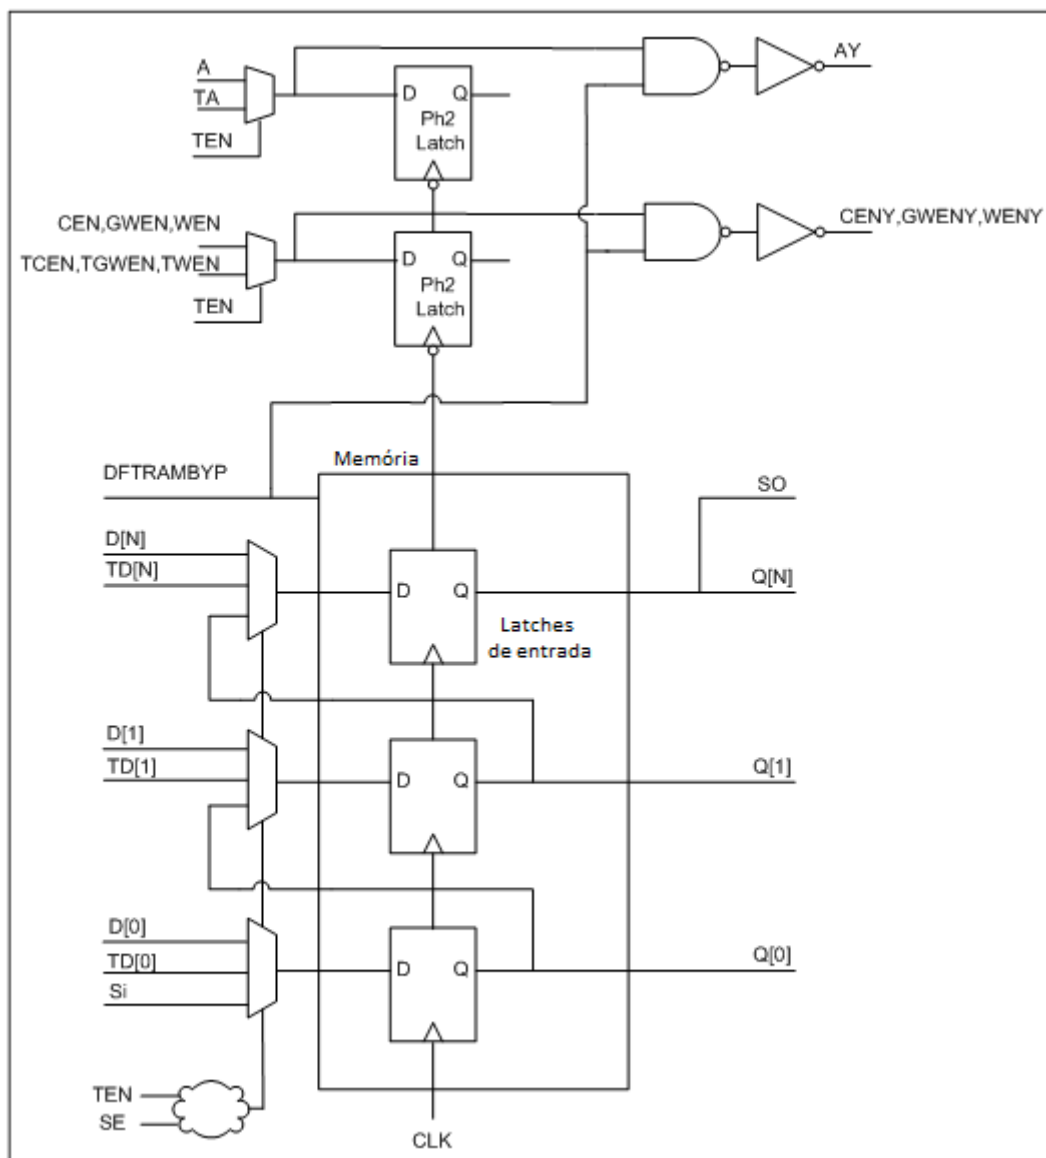 AY
A
TA
D Q
Ph2
Latch
TEN
CEN,GWEN,WEN
CENY,GWENY,WENY
TCEN,TGWEN,TWEN
D Q
Ph2
Latch
TEN
Memória
DFTRAMBYP
SO
D[N]
TD[N]
D Q
Q[N]
Latches
de entrada
D[1]
TD[1]
D Q
Q[1]
D[0]
TD[0]
Si
D Q
Q[0]
TEN
SE
CLK